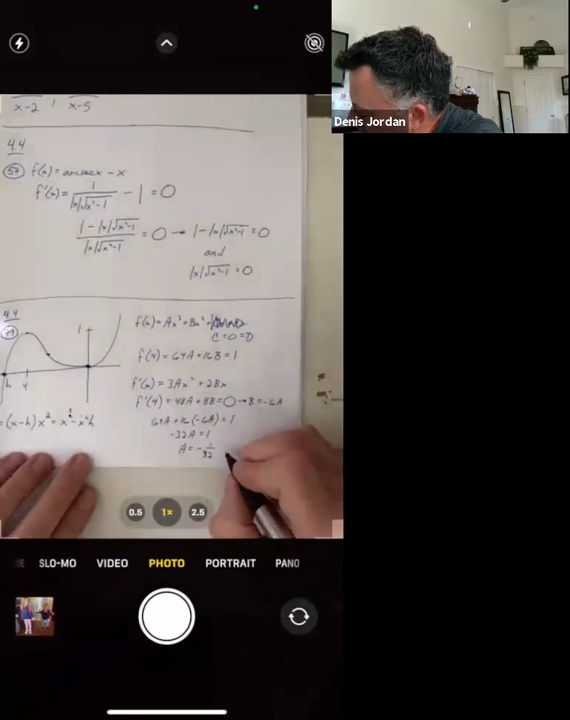 Denis Jordan
x-2 , x-5
4.4
57 f(x) = arcsecx - x
f'(x) = 1/|x|√x²-1 - 1 = 0
1-|x|√x²-1 / |x|√x²-1 = 0 → 1-|x|√x²-1 = 0
and
|x|√x²-1 = 0
4.4
f(x) = Ax³ + Bx²
C=0=D
f(4) = 64A+16B = 1
f'(x) = 3Ax² + 2Bx
f'(4) = 48A + 8B = 0 → B = -6A
64A + 16(-6A) = 1
-32A = 1
A = -1/32
1
h 4
= (x-h)x² = x³-x²h
0.5 1× 2.5
SLO-MO VIDEO PHOTO PORTRAIT PANO